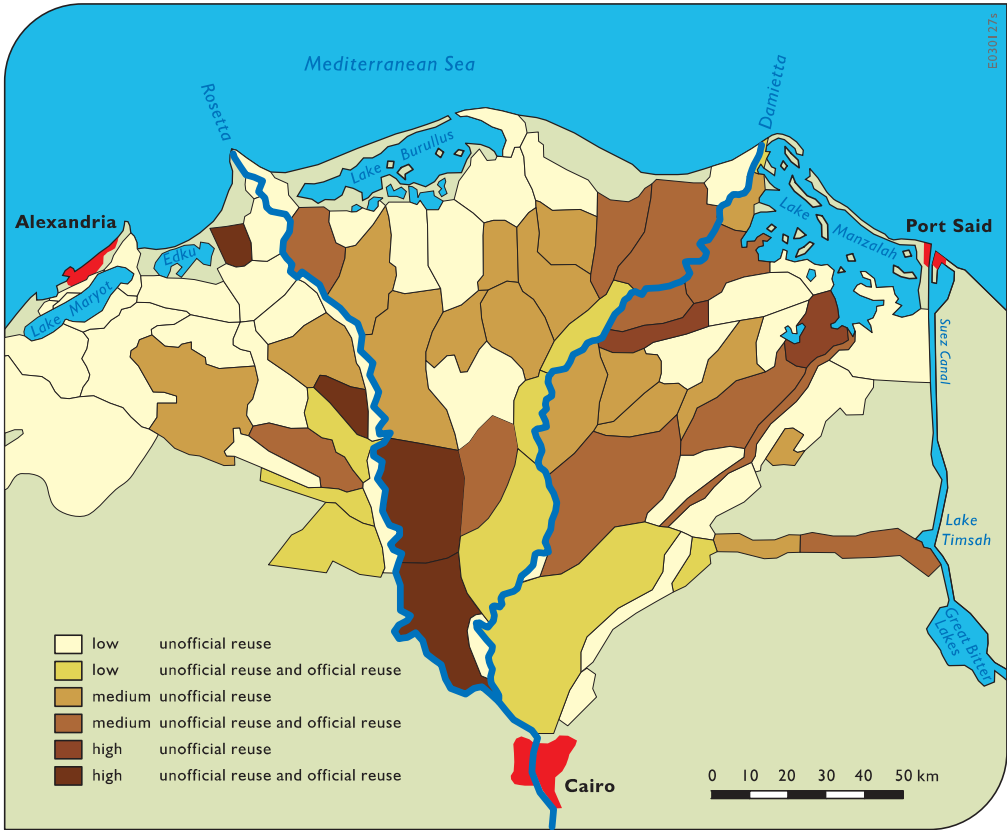 E030127s
Mediterranean Sea
Rosetta
Damietta
Lake Burullus
Alexandria
Edku
Lake Maryot
Lake
Manzalah
Port Said
Suez Canal
Lake
Timsah
Great Bitter
Lakes
low unofficial reuse
low unofficial reuse and official reuse
medium unofficial reuse
medium unofficial reuse and official reuse
high unofficial reuse
high unofficial reuse and official reuse
Cairo
0 10 20 30 40 50 km